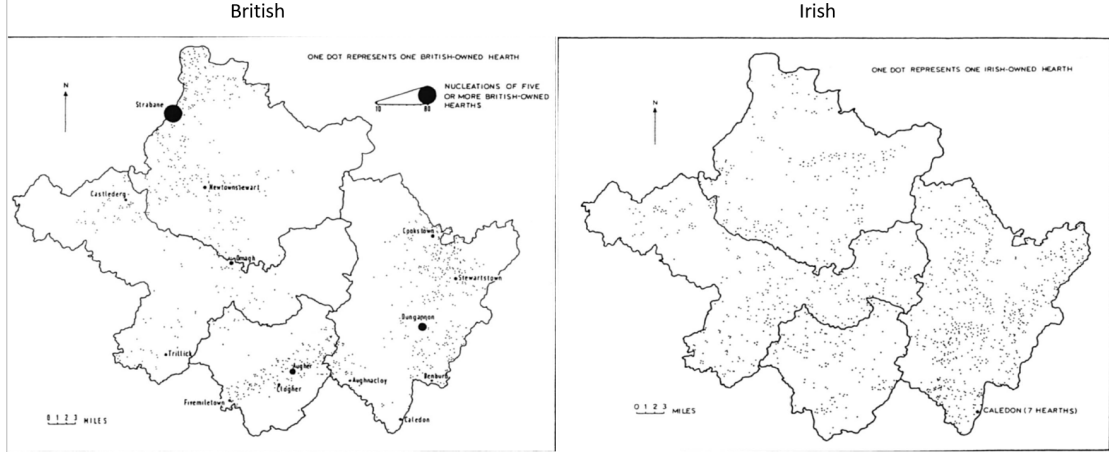 British
Irish
ONE DOT REPRESENTS ONE BRITISH-OWNED HEARTH
N
NUCLEATIONS OF FIVE
OR MORE BRITISH-OWNED
HEARTHS
10 80
Strabane
Newtownstewart
Castlederg
Omagh
Cookstown
Stewartstown
Dungannon
Trillick
Augher
Clogher
Aughnacloy
Benburb
Fivemiletown
Caledon
0 1 2 3 MILES
ONE DOT REPRESENTS ONE IRISH-OWNED HEARTH
N
0 1 2 3 MILES
CALEDON (7 HEARTHS)